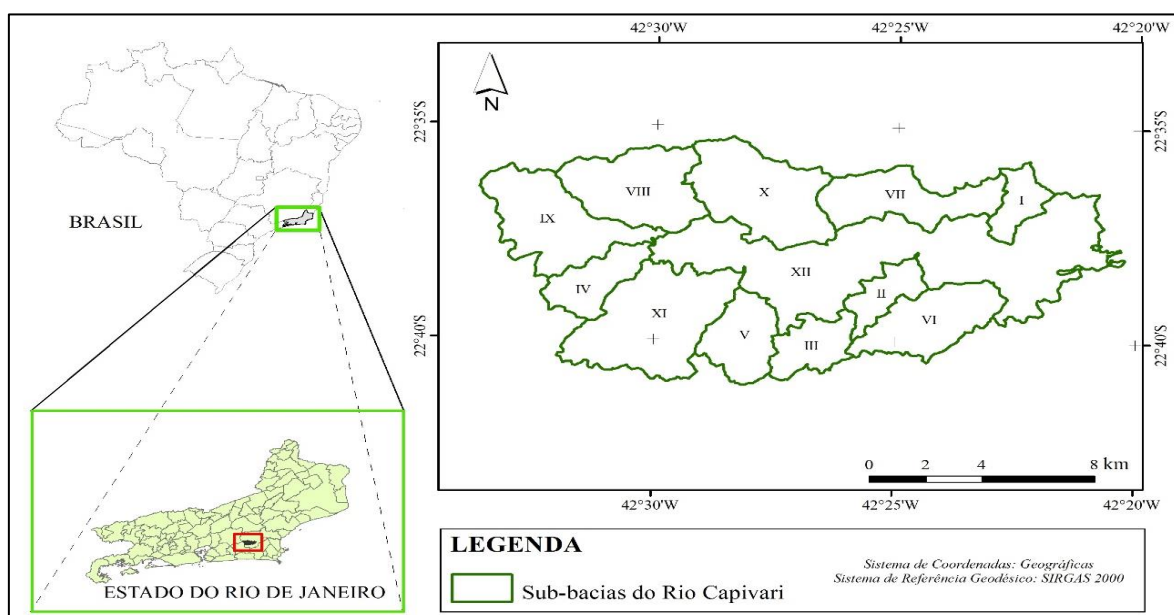 42°30'W 42°25'W 42°20'W
N
22°35'S 22°35'S
BRASIL
VIII X VII I
IX
XII
IV II
XI VI
V III
22°40'S 22°40'S
0 2 4 8 km
42°30'W 42°25'W 42°20'W
ESTADO DO RIO DE JANEIRO
LEGENDA
Sub-bacias do Rio Capivari
Sistema de Coordenadas: Geográficas
Sistema de Referência Geodésico: SIRGAS 2000